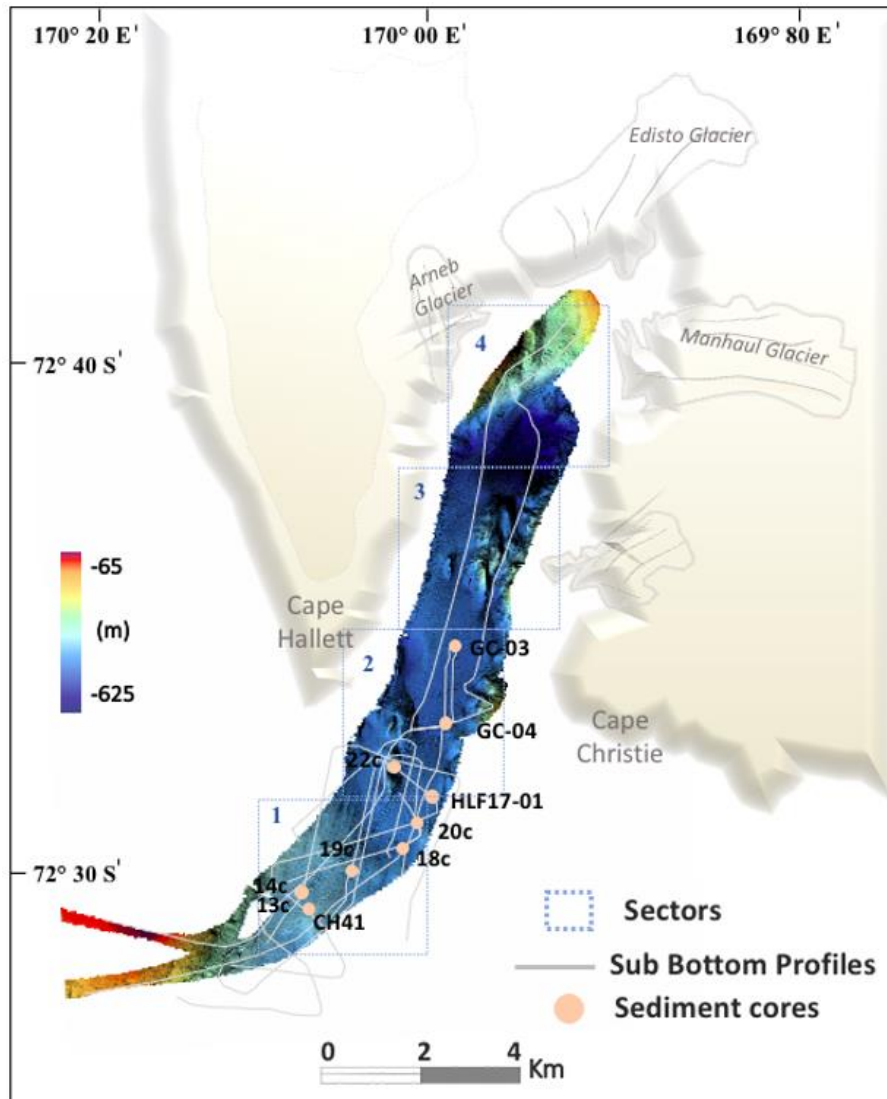 170° 20 E'
170° 00 E'
169° 80 E'
Edisto Glacier
Arneb
Glacier
Manhaul Glacier
4
72° 40 S'
3
-65
(m)
-625
Cape
Hallett
2
GC-03
GC-04
Cape
Christie
22c
HLF17-01
1
20c
19c
18c
72° 30 S'
14c
13c
CH41
Sectors
Sub Bottom Profiles
Sediment cores
0 2 4
Km